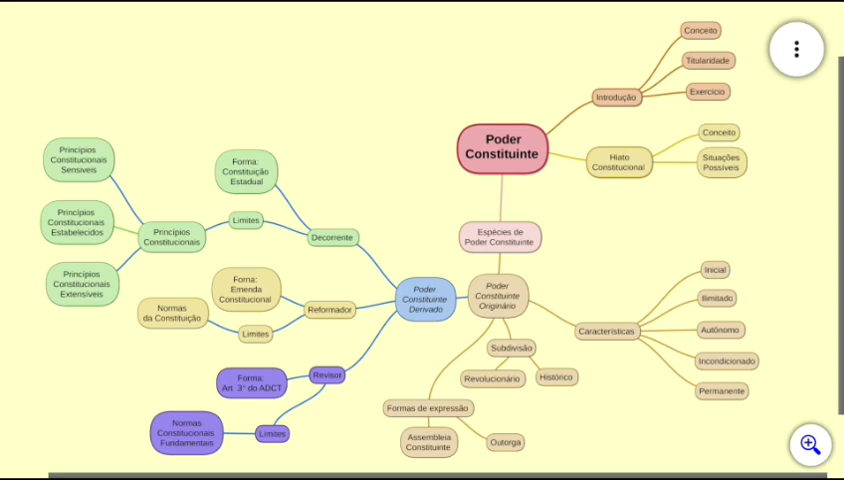 Poder
Constituinte
Introdução
Conceito
Titularidade
Exercício
Hiato
Constitucional
Conceito
Situações
Possíveis
Espécies de
Poder Constituinte
Poder
Constituinte
Originário
Características
Inicial
Ilimitado
Autônomo
Incondicionado
Permanente
Subdivisão
Revolucionário
Histórico
Formas de expressão
Assembleia
Constituinte
Outorga
Poder
Constituinte
Derivado
Decorrente
Forma:
Constituição
Estadual
Limites
Princípios
Constitucionais
Princípios
Constitucionais
Sensiveis
Princípios
Constitucionais
Estabelecidos
Princípios
Constitucionais
Extensíveis
Reformador
Forma:
Emenda
Constitucional
Limites
Normas
da Constituição
Revisor
Forma:
Art 3° do ADCT
Limites
Normas
Constitucionais
Fundamentais